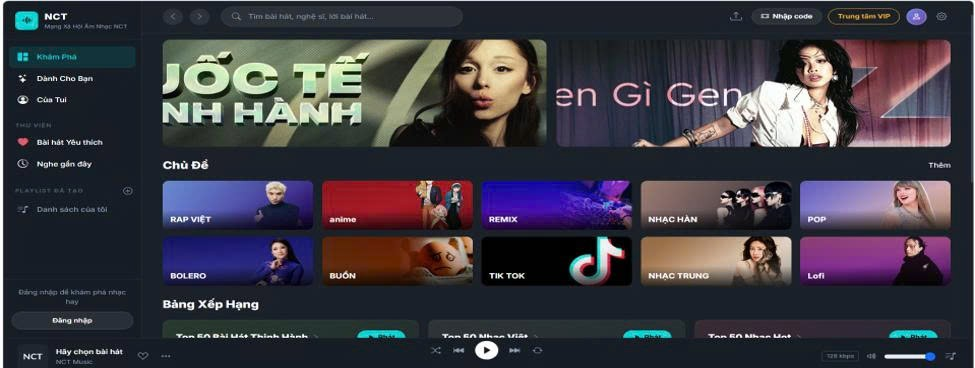 NCT
Mạng Xã Hội Âm Nhạc NCT
Tìm bài hát, nghệ sĩ, lời bài hát...
Nhập code
Trung tâm VIP
Khám Phá
Dành Cho Bạn
Của Tui
THƯ VIỆN
Bài hát Yêu thích
Nghe gần đây
PLAYLIST ĐÃ TẠO
Danh sách của tôi
UỐC TẾ
NH HÀNH
en Gì Gen
Chủ Đề
Thêm
RAP VIỆT
anime
REMIX
NHẠC HÀN
POP
BOLERO
BUỒN
TIK TOK
NHẠC TRUNG
Lofi
Bảng Xếp Hạng
Top 50 Bài Hát Thịnh Hành
Phát
Top 50 Nhạc Việt
Phát
Top 50 Nhạc Hot
Phát
Đăng nhập để khám phá nhạc
hay
Đăng nhập
NCT
Hãy chọn bài hát
NCT Music
128 kbps